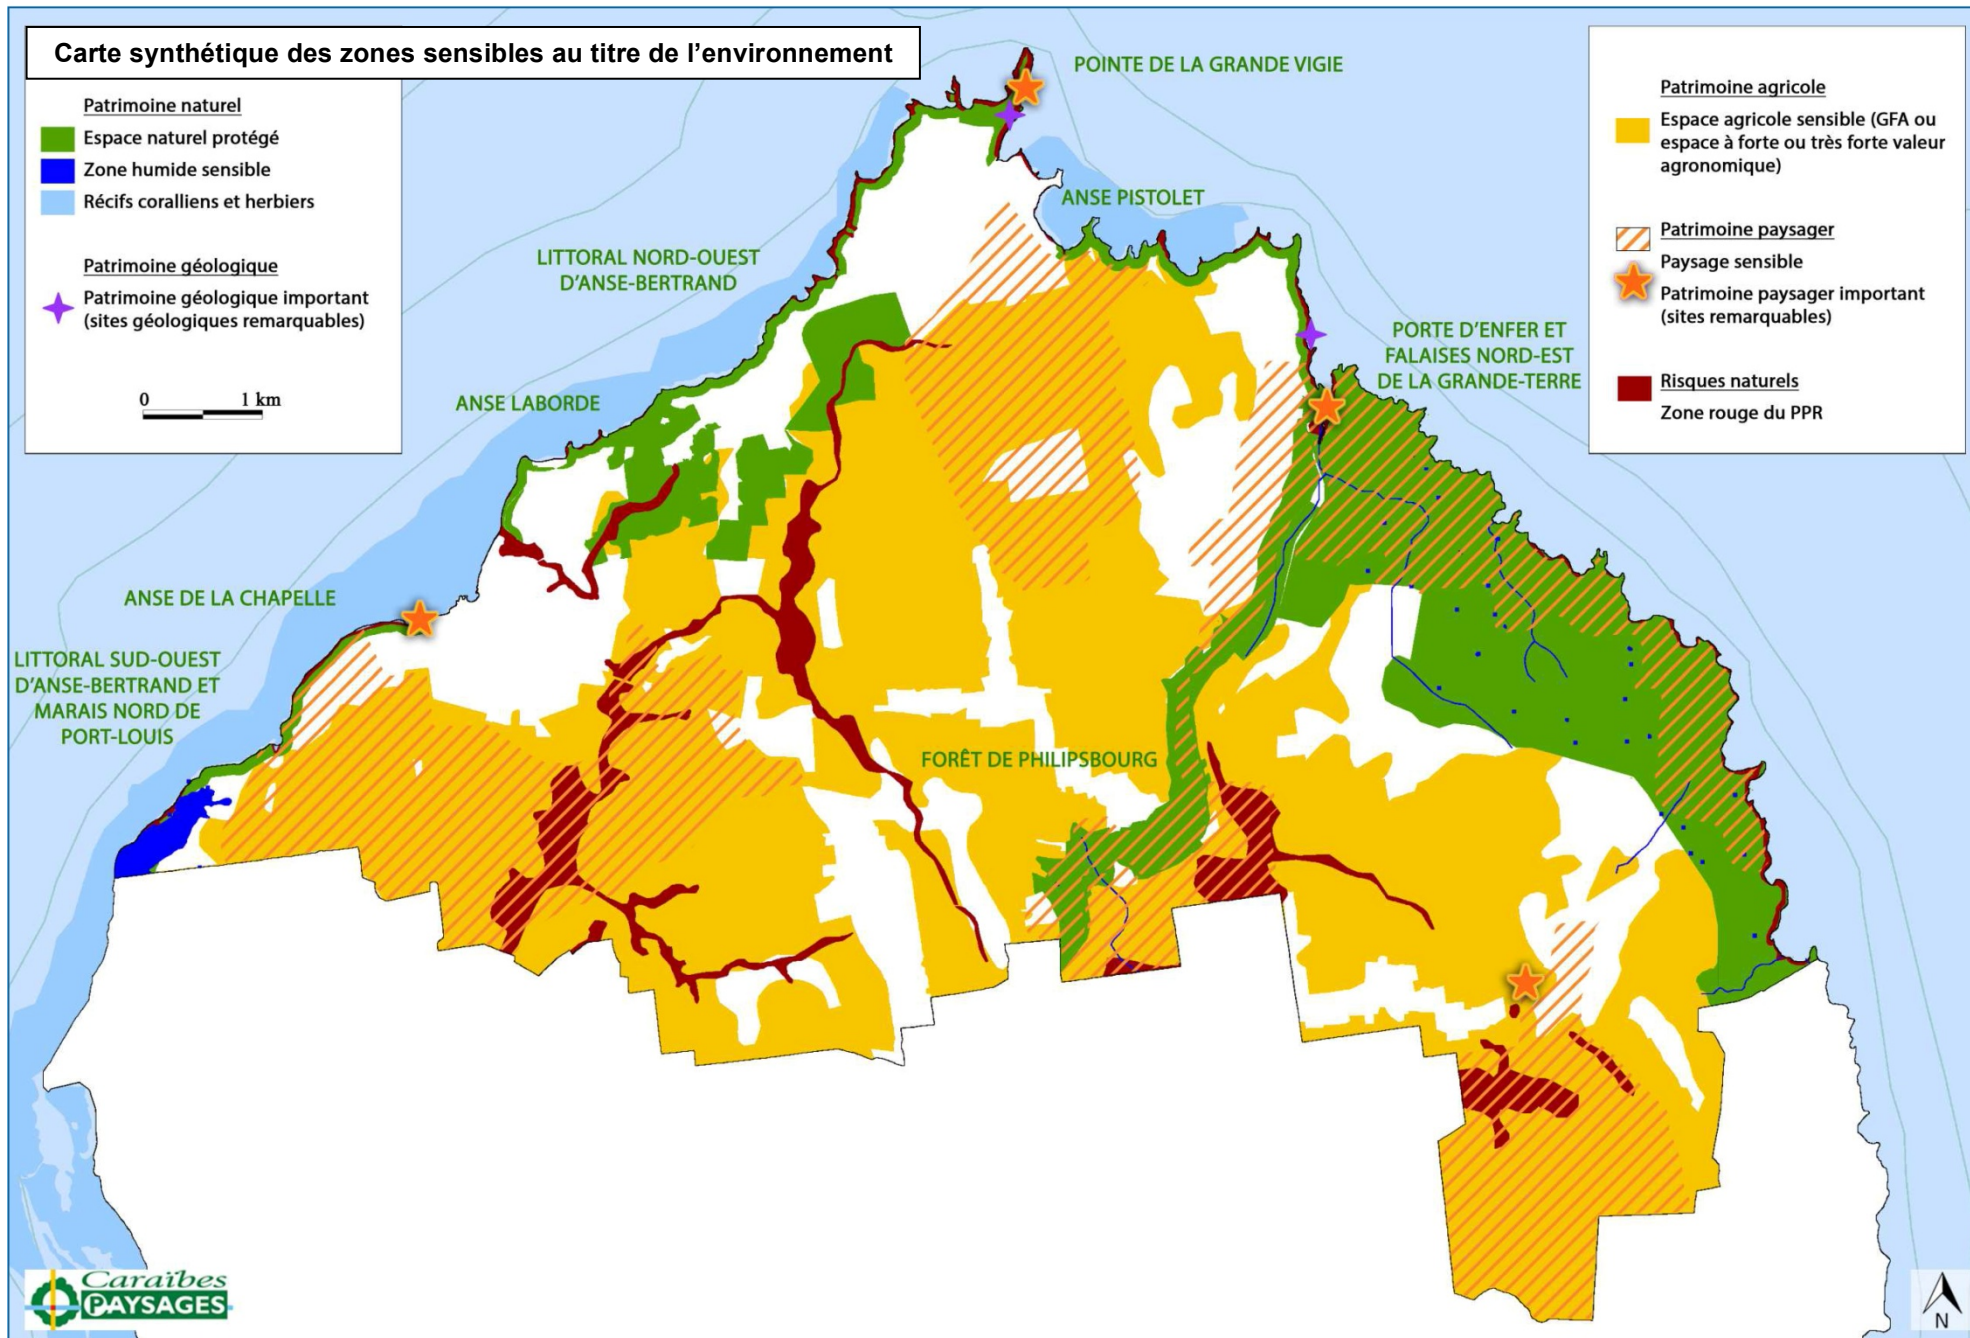 Carte synthétique des zones sensibles au titre de l'environnement
Patrimoine naturel
Espace naturel protégé
Zone humide sensible
Récifs coralliens et herbiers
Patrimoine géologique
Patrimoine géologique important
(sites géologiques remarquables)
0 1 km
Patrimoine agricole
Espace agricole sensible (GFA ou
espace à forte ou très forte valeur
agronomique)
Patrimoine paysager
Paysage sensible
Patrimoine paysager important
(sites remarquables)
Risques naturels
Zone rouge du PPR
POINTE DE LA GRANDE VIGIE
ANSE PISTOLET
LITTORAL NORD-OUEST
D'ANSE-BERTRAND
PORTE D'ENFER ET
FALAISES NORD-EST
DE LA GRANDE-TERRE
ANSE LABORDE
ANSE DE LA CHAPELLE
LITTORAL SUD-OUEST
D'ANSE-BERTRAND ET
MARAIS NORD DE
PORT-LOUIS
FORÊT DE PHILIPSBOURG
Caraïbes
PAYSAGES
N